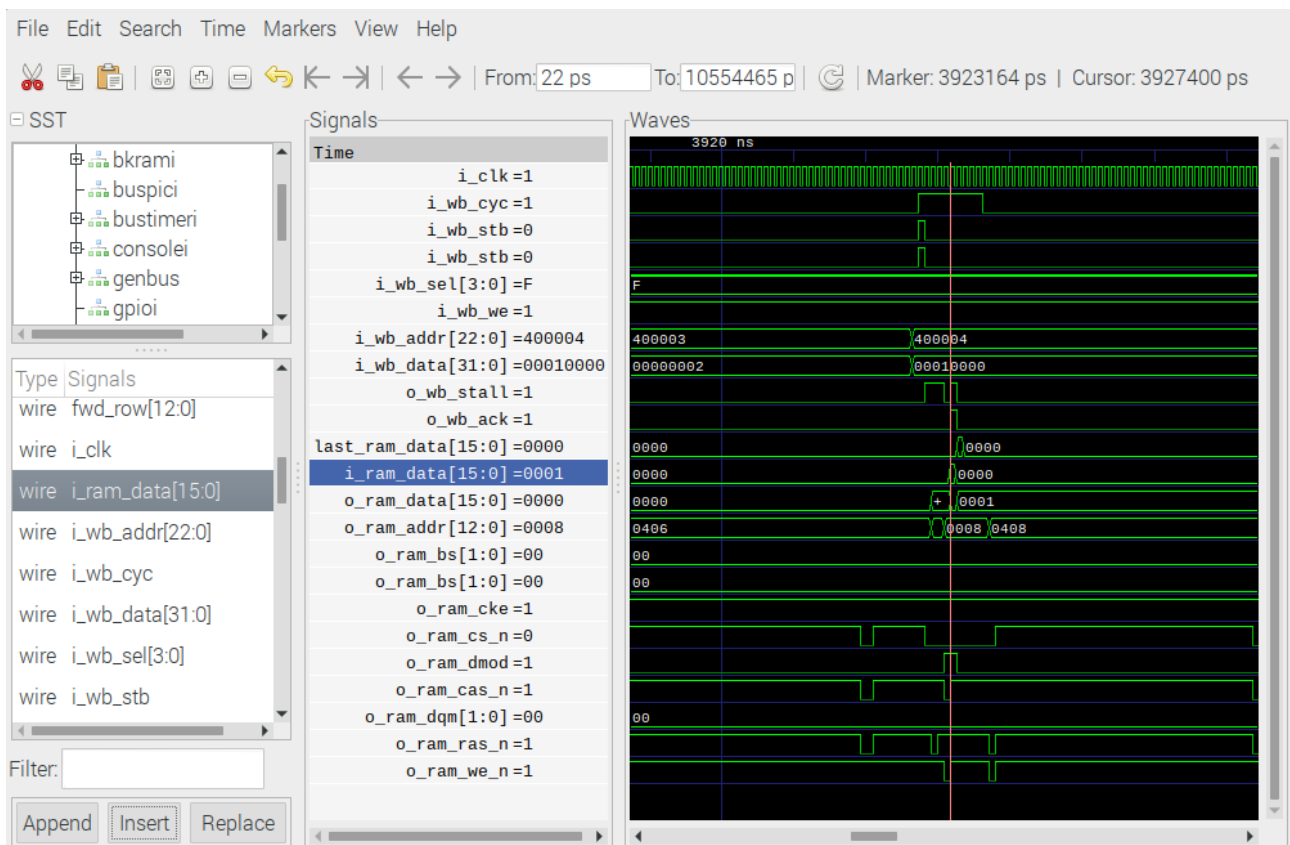 File Edit Search Time Markers View Help
From: 22 ps To: 10554465 p Marker: 3923164 ps | Cursor: 3927400 ps
SST
bkrami
buspici
bustimeri
consolei
genbus
gpioi
Type Signals
wire fwd_row[12:0]
wire i_clk
wire i_ram_data[15:0]
wire i_wb_addr[22:0]
wire i_wb_cyc
wire i_wb_data[31:0]
wire i_wb_sel[3:0]
wire i_wb_stb
Filter:
Append Insert Replace
Signals
Time
i_clk=1
i_wb_cyc=1
i_wb_stb=0
i_wb_stb=0
i_wb_sel[3:0]=F
i_wb_we=1
i_wb_addr[22:0]=400004
i_wb_data[31:0]=00010000
o_wb_stall=1
o_wb_ack=1
last_ram_data[15:0]=0000
i_ram_data[15:0]=0001
o_ram_data[15:0]=0000
o_ram_addr[12:0]=0008
o_ram_bs[1:0]=00
o_ram_bs[1:0]=00
o_ram_cke=1
o_ram_cs_n=0
o_ram_dmod=1
o_ram_cas_n=1
o_ram_dqm[1:0]=00
o_ram_ras_n=1
o_ram_we_n=1
Waves
3920 ns
F
400003 400004
00000002 00010000
0000 0000
0000 0000
0000 + 0001
0406 0008 0408
00
00
00